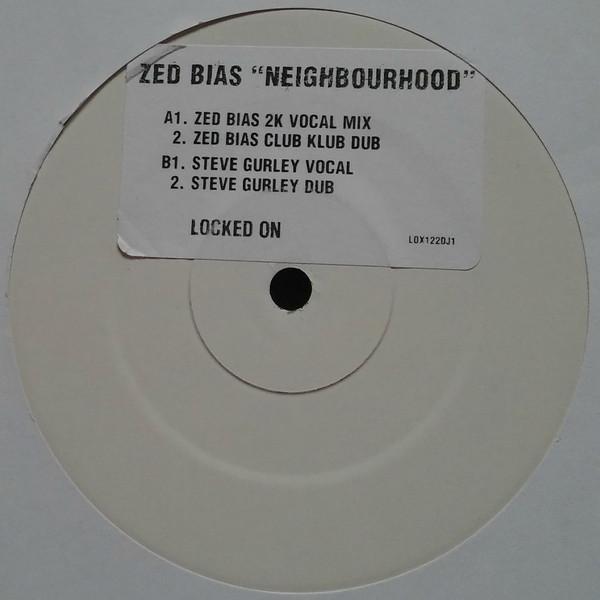 ZED BIAS “NEIGHBOURHOOD”
A1. ZED BIAS 2K VOCAL MIX
2. ZED BIAS CLUB KLUB DUB
B1. STEVE GURLEY VOCAL
2. STEVE GURLEY DUB
LOCKED ON
LOX122DJ1